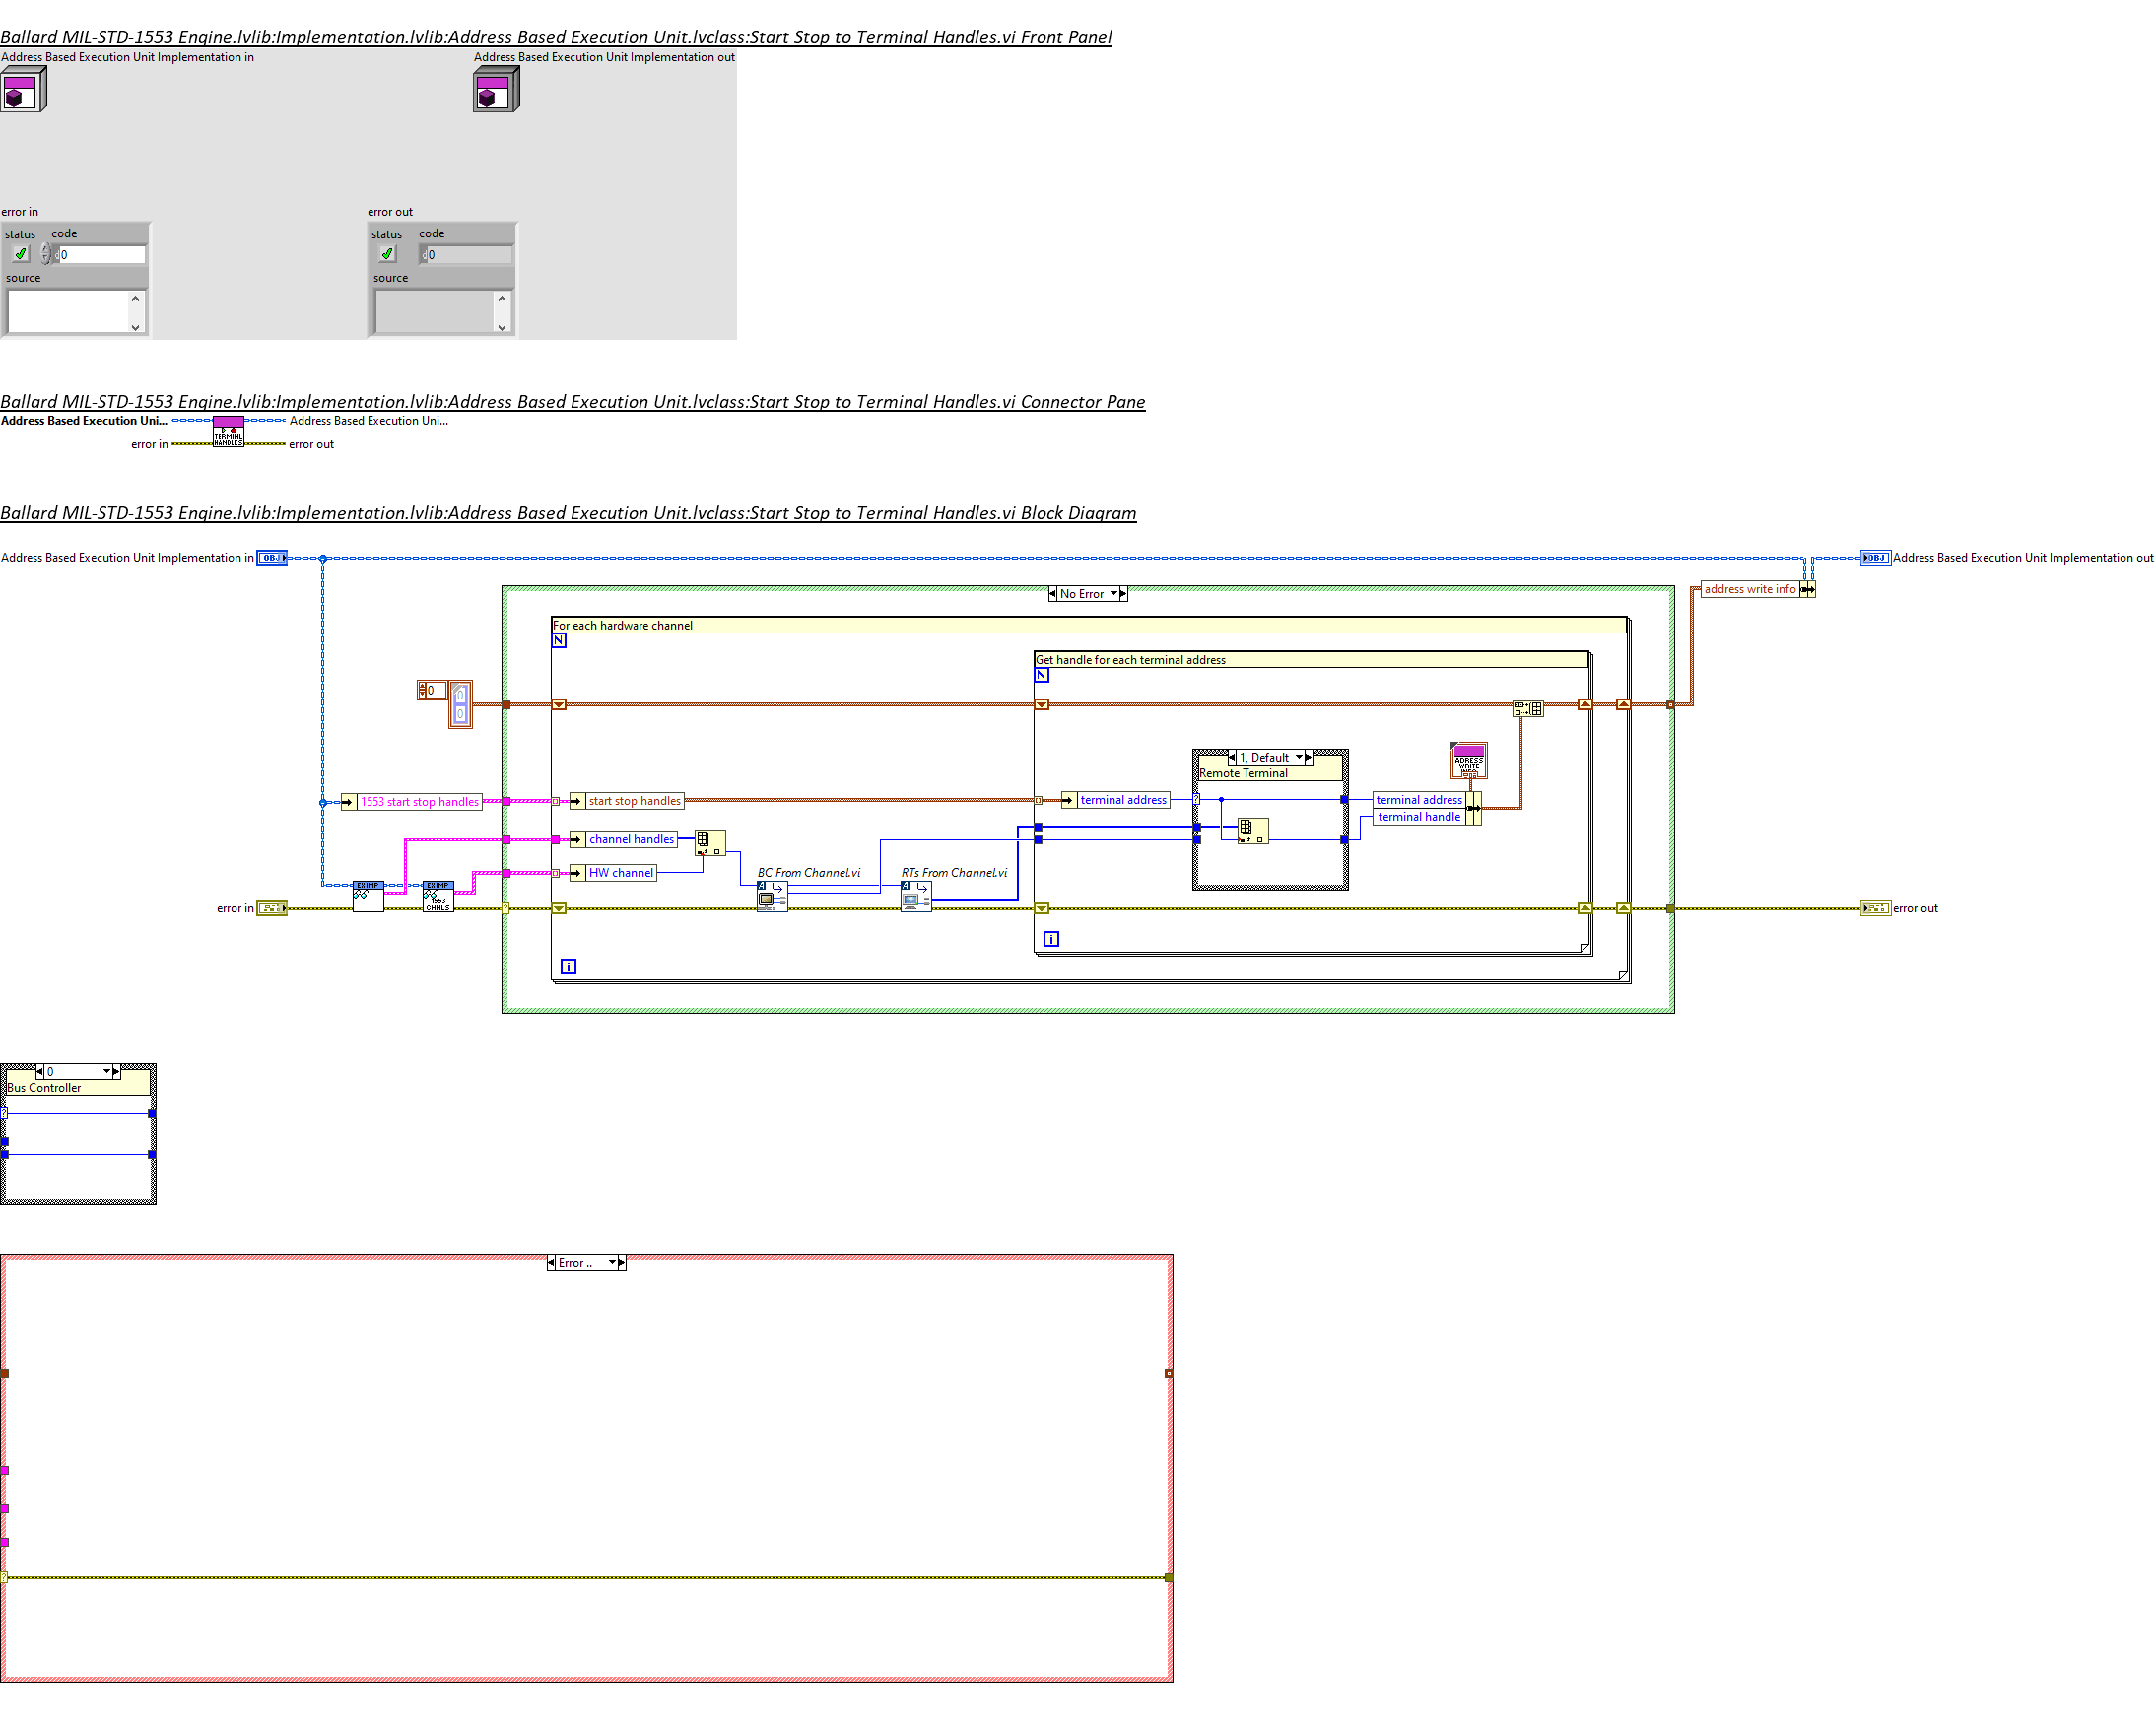 Ballard MIL-STD-1553 Engine.lvlib:Implementation.lvlib:Address Based Execution Unit.lvclass:Start Stop to Terminal Handles.vi Front Panel
Address Based Execution Unit Implementation in
Address Based Execution Unit Implementation out
error in
error out
status code
status code
0
0
source
source
Ballard MIL-STD-1553 Engine.lvlib:Implementation.lvlib:Address Based Execution Unit.lvclass:Start Stop to Terminal Handles.vi Connector Pane
Address Based Execution Uni...
Address Based Execution Uni...
TERMINL
HANDLES
error in
error out
Ballard MIL-STD-1553 Engine.lvlib:Implementation.lvlib:Address Based Execution Unit.lvclass:Start Stop to Terminal Handles.vi Block Diagram
Address Based Execution Unit Implementation in
OBJ
OBJ
Address Based Execution Unit Implementation out
address write info
No Error
For each hardware channel
N
Get handle for each terminal address
N
0
0
0
1, Default
Remote Terminal
ADRESS
WRITE
1553 start stop handles
start stop handles
terminal address
terminal address
terminal handle
channel handles
HW channel
BC From Channel.vi
RTs From Channel.vi
EXIMP
EXIMP
1553
CHNLS
error in
error out
i
i
0
Bus Controller
Error ..